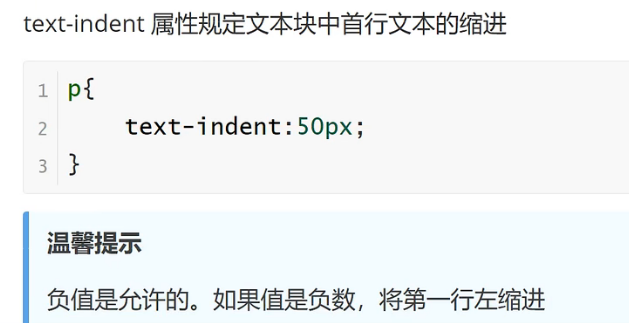 text-indent 属性规定文本块中首行文本的缩进
1 p{
2     text-indent:50px;
3 }
温馨提示
负值是允许的。如果值是负数，将第一行左缩进